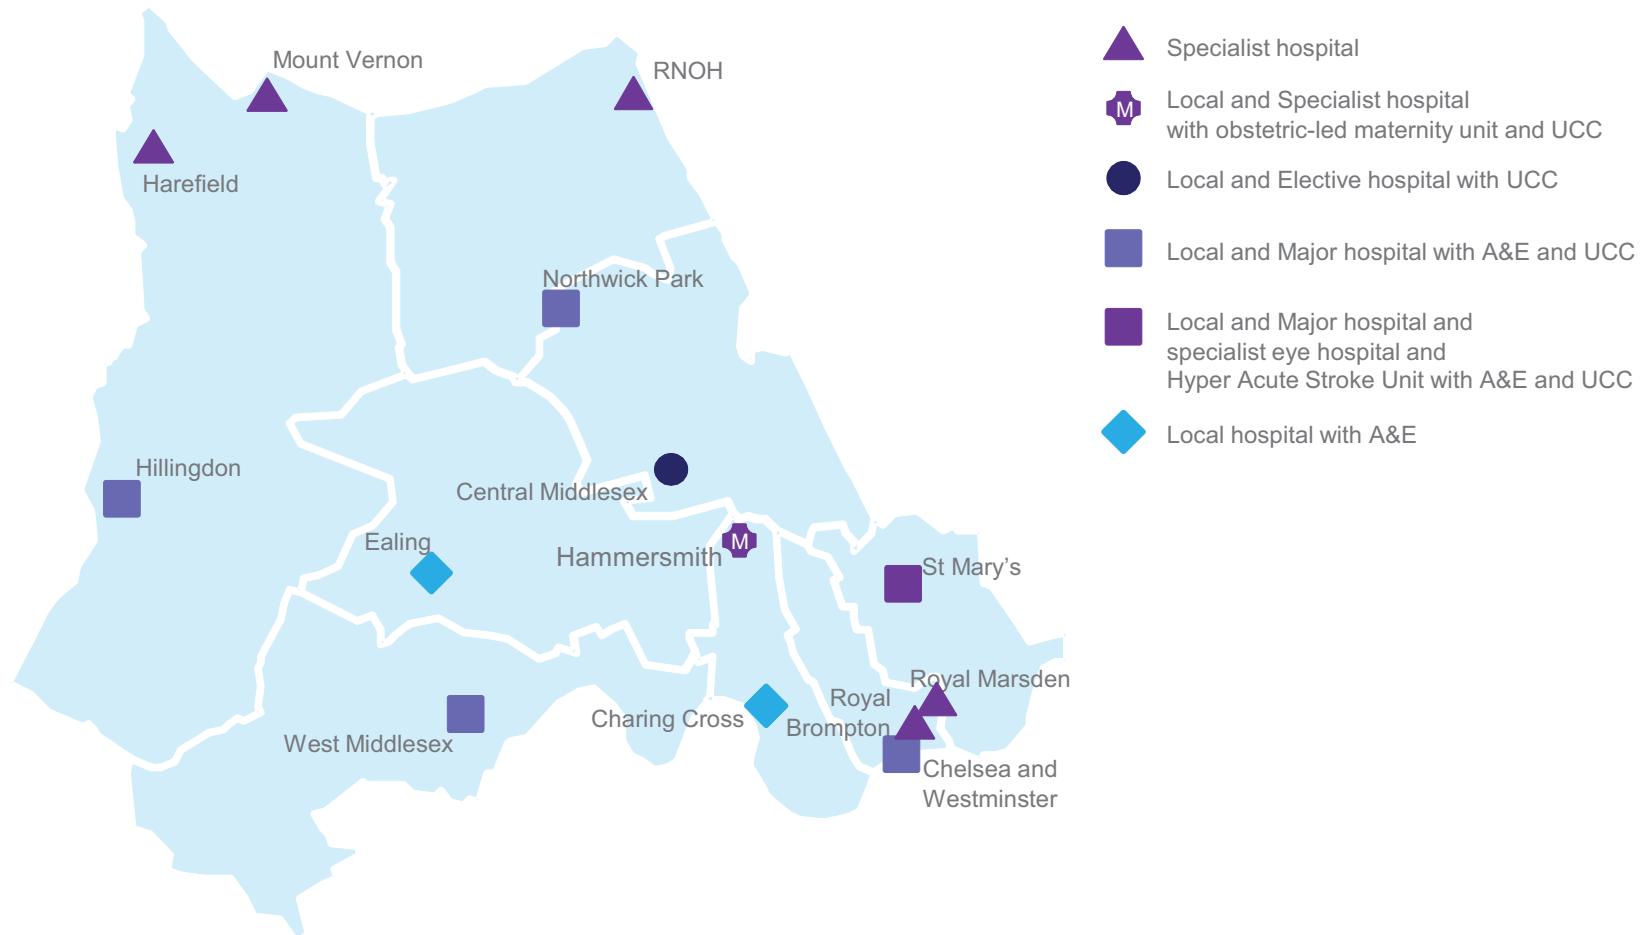 Mount Vernon
RNOH
Harefield
Northwick Park
Hillingdon
Central Middlesex
Ealing
Hammersmith
M
St Mary’s
Royal Marsden
Royal
Brompton
Charing Cross
West Middlesex
Chelsea and
Westminster
Specialist hospital
M
Local and Specialist hospital
with obstetric-led maternity unit and UCC
Local and Elective hospital with UCC
Local and Major hospital with A&E and UCC
Local and Major hospital and
specialist eye hospital and
Hyper Acute Stroke Unit with A&E and UCC
Local hospital with A&E